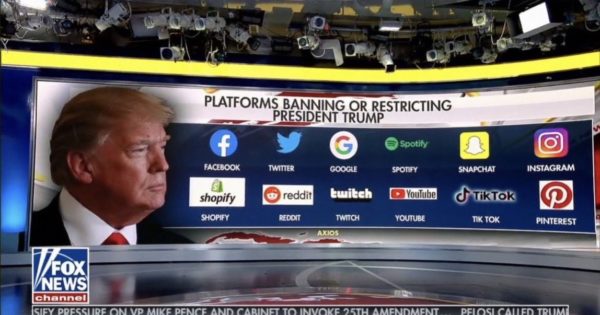 PLATFORMS BANNING OR RESTRICTING
PRESIDENT TRUMP
Spotify
FACEBOOK TWITTER GOOGLE SPOTIFY SNAPCHAT INSTAGRAM
shopify reddit twitch YouTube TikTok
SHOPIFY REDDIT TWITCH YOUTUBE TIK TOK PINTEREST
AXIOS
FOX
NEWS
channel
SIFY PRESSURE ON VP MIKE PENCE AND CABINET TO INVOKE 25TH AMENDMENT PELOSI CALLED TRUMP